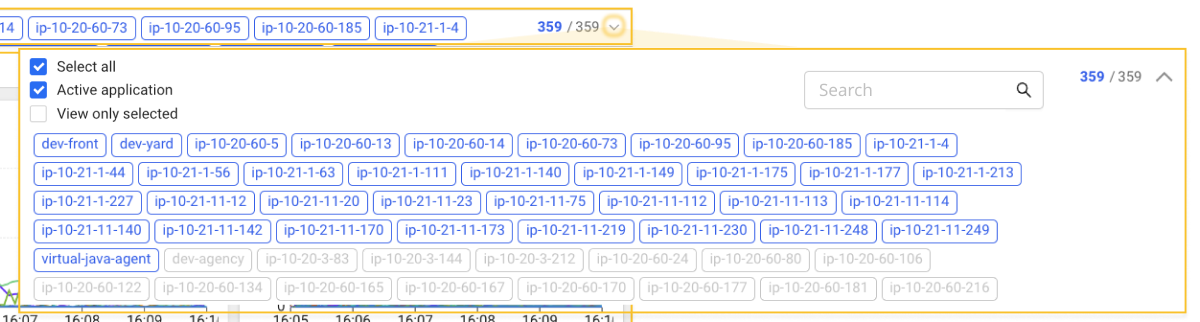 14 ip-10-20-60-73 ip-10-20-60-95 ip-10-20-60-185 ip-10-21-1-4 359 / 359
Select all
Active application
View only selected
Search
359 / 359
dev-front dev-yard ip-10-20-60-5 ip-10-20-60-13 ip-10-20-60-14 ip-10-20-60-73 ip-10-20-60-95 ip-10-20-60-185 ip-10-21-1-4
ip-10-21-1-44 ip-10-21-1-56 ip-10-21-1-63 ip-10-21-1-111 ip-10-21-1-140 ip-10-21-1-149 ip-10-21-1-175 ip-10-21-1-177 ip-10-21-1-213
ip-10-21-1-227 ip-10-21-11-12 ip-10-21-11-20 ip-10-21-11-23 ip-10-21-11-75 ip-10-21-11-112 ip-10-21-11-113 ip-10-21-11-114
ip-10-21-11-140 ip-10-21-11-142 ip-10-21-11-170 ip-10-21-11-173 ip-10-21-11-219 ip-10-21-11-230 ip-10-21-11-248 ip-10-21-11-249
virtual-java-agent dev-agency ip-10-20-3-83 ip-10-20-3-144 ip-10-20-3-212 ip-10-20-60-24 ip-10-20-60-80 ip-10-20-60-106
ip-10-20-60-122 ip-10-20-60-134 ip-10-20-60-165 ip-10-20-60-167 ip-10-20-60-170 ip-10-20-60-177 ip-10-20-60-181 ip-10-20-60-216
0
16:07 16:08 16:09 16:05 16:06 16:07 16:08 16:09